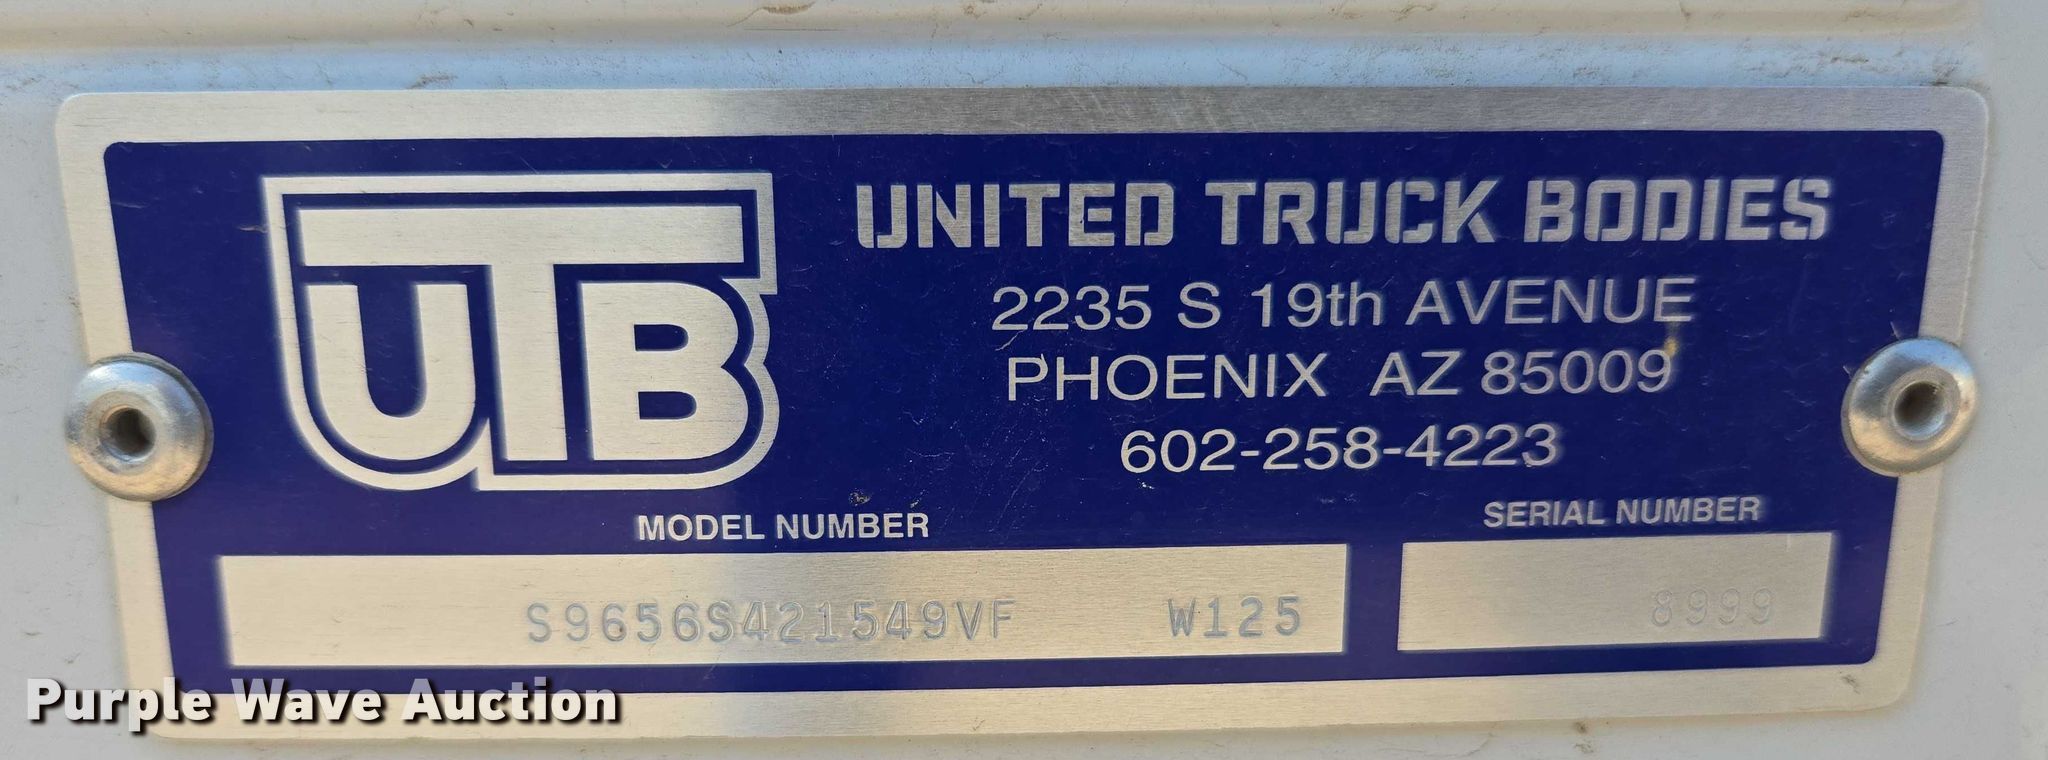 UTB
UNITED TRUCK BODIES
2235 S 19th AVENUE
PHOENIX AZ 85009
602-258-4223
MODEL NUMBER
S9656S421549VF W125
SERIAL NUMBER
8999
Purple Wave Auction